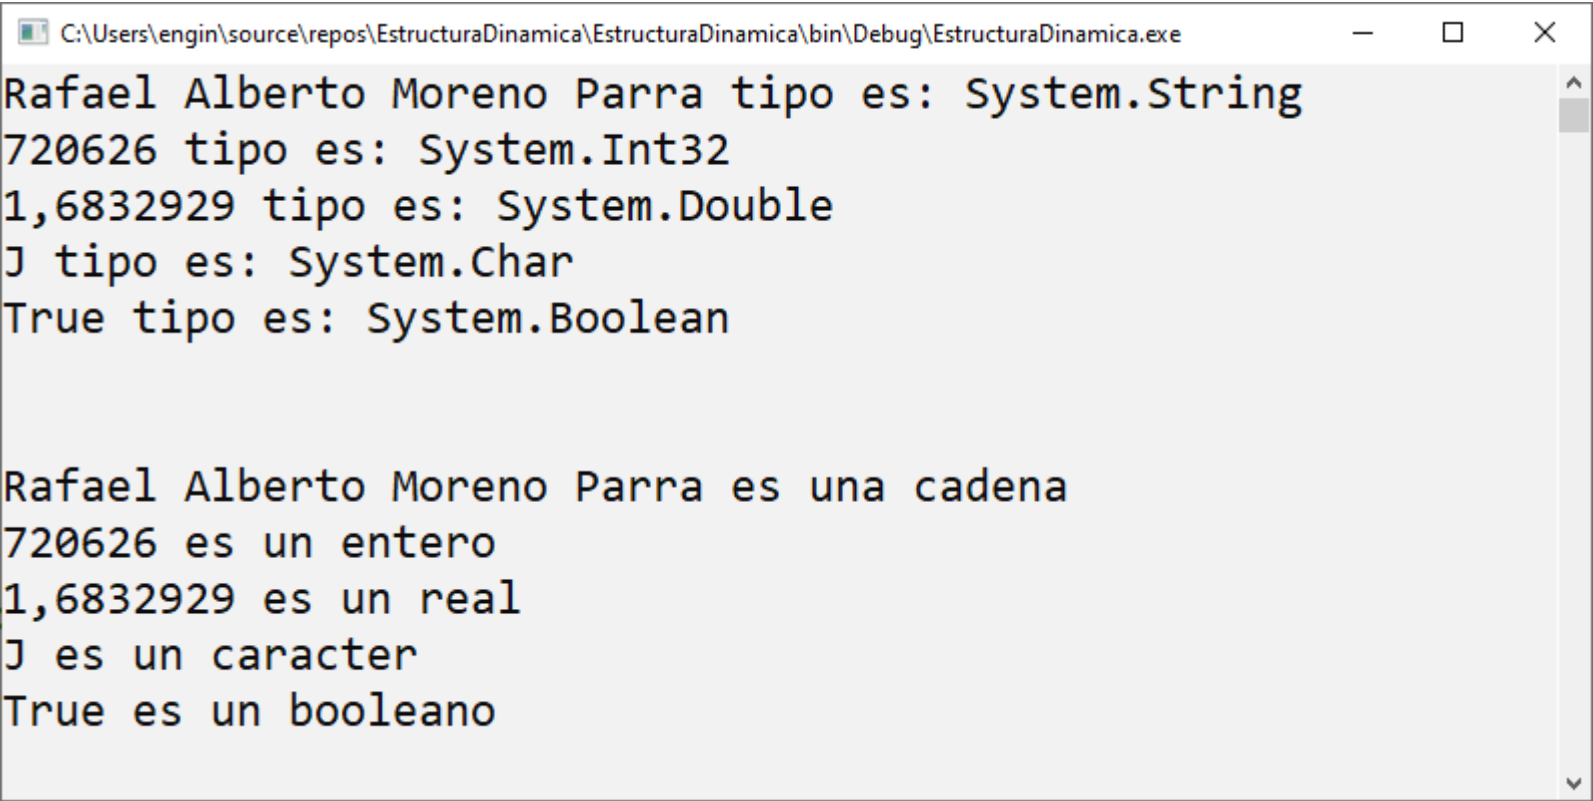 C:\Users\engin\source\repos\EstructuraDinamica\EstructuraDinamica\bin\Debug\EstructuraDinamica.exe
Rafael Alberto Moreno Parra tipo es: System.String
720626 tipo es: System.Int32
1,6832929 tipo es: System.Double
J tipo es: System.Char
True tipo es: System.Boolean
Rafael Alberto Moreno Parra es una cadena
720626 es un entero
1,6832929 es un real
J es un caracter
True es un booleano